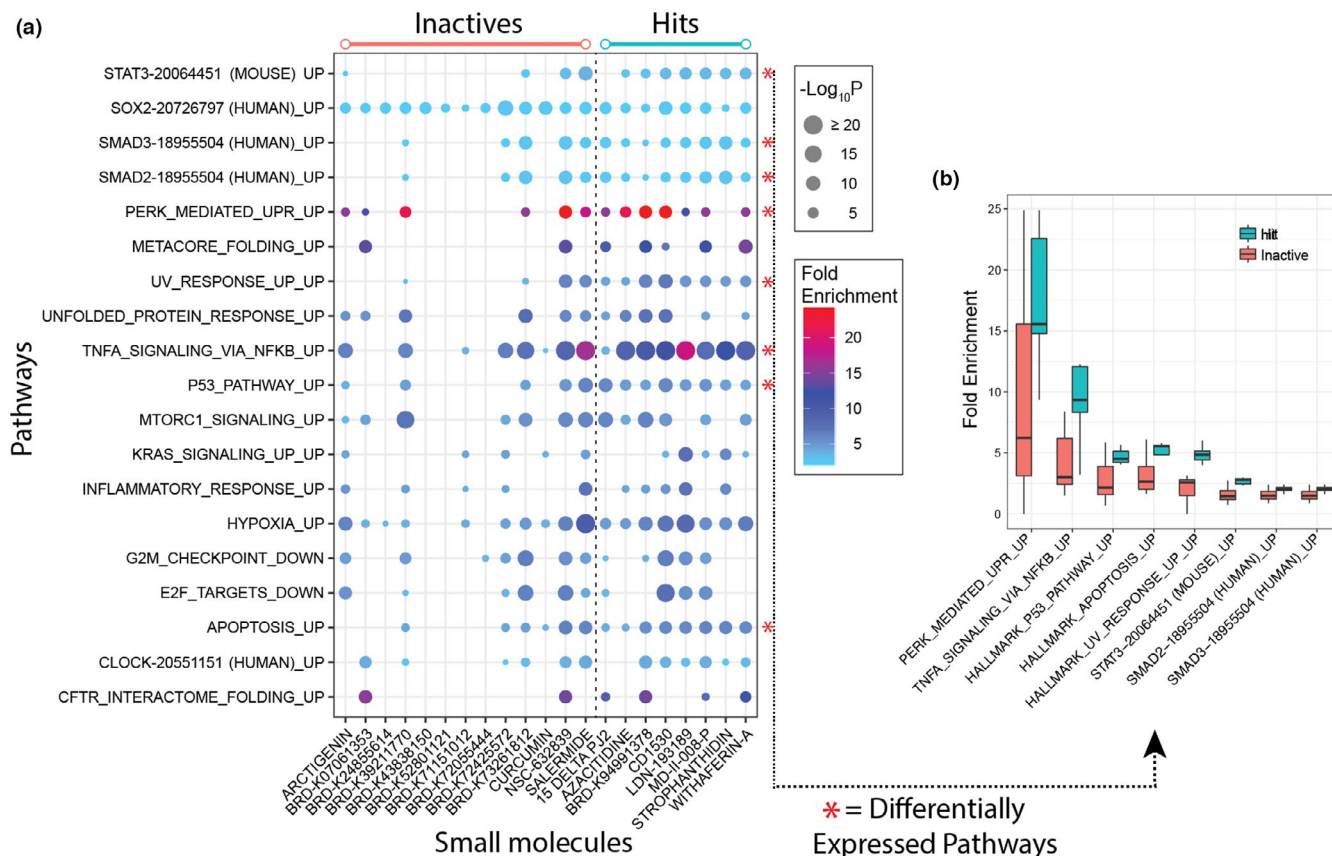 (a)
Inactives
Hits
Pathways
STAT3-20064451 (MOUSE)_UP
SOX2-20726797 (HUMAN)_UP
SMAD3-18955504 (HUMAN)_UP
SMAD2-18955504 (HUMAN)_UP
PERK_MEDIATED_UPR_UP
METACORE_FOLDING_UP
UV_RESPONSE_UP_UP
UNFOLDED_PROTEIN_RESPONSE_UP
TNFA_SIGNALING_VIA_NFKB_UP
P53_PATHWAY_UP
MTORC1_SIGNALING_UP
KRAS_SIGNALING_UP_UP
INFLAMMATORY_RESPONSE_UP
HYPOXIA_UP
G2M_CHECKPOINT_DOWN
E2F_TARGETS_DOWN
APOPTOSIS_UP
CLOCK-20551151 (HUMAN)_UP
CFTR_INTERACTOME_FOLDING_UP
*
*
*
*
*
*
*
*
ARCTIGENIN
BRD-K07061353
BRD-K24855614
BRD-K39211770
BRD-K43838150
BRD-K52801121
BRD-K71151012
BRD-K72055444
BRD-K72425572
BRD-K73261812
CURCUMIN
NSC-632839
SALERMIDE
15 DELTA PJ2
AZACITIDINE
BRD-K94991378
CD1530
LDN-193189
MD-II-008-P
STROPHANTHIDIN
WITHAFERIN-A
Small molecules
-Log10P
≥ 20
15
10
5
Fold
Enrichment
20
15
10
5
(b)
Fold Enrichment
25
20
15
10
5
0
hitt
Inactive
PERK_MEDIATED_UPR_UP
TNFA_SIGNALING_VIA_NFKB_UP
HALLMARK_P53_PATHWAY_UP
HALLMARK_APOPTOSIS_UP
HALLMARK_UV_RESPONSE_UP_UP
STAT3-20064451 (MOUSE)_UP
SMAD2-18955504 (HUMAN)_UP
SMAD3-18955504 (HUMAN)_UP
* = Differentially
Expressed Pathways